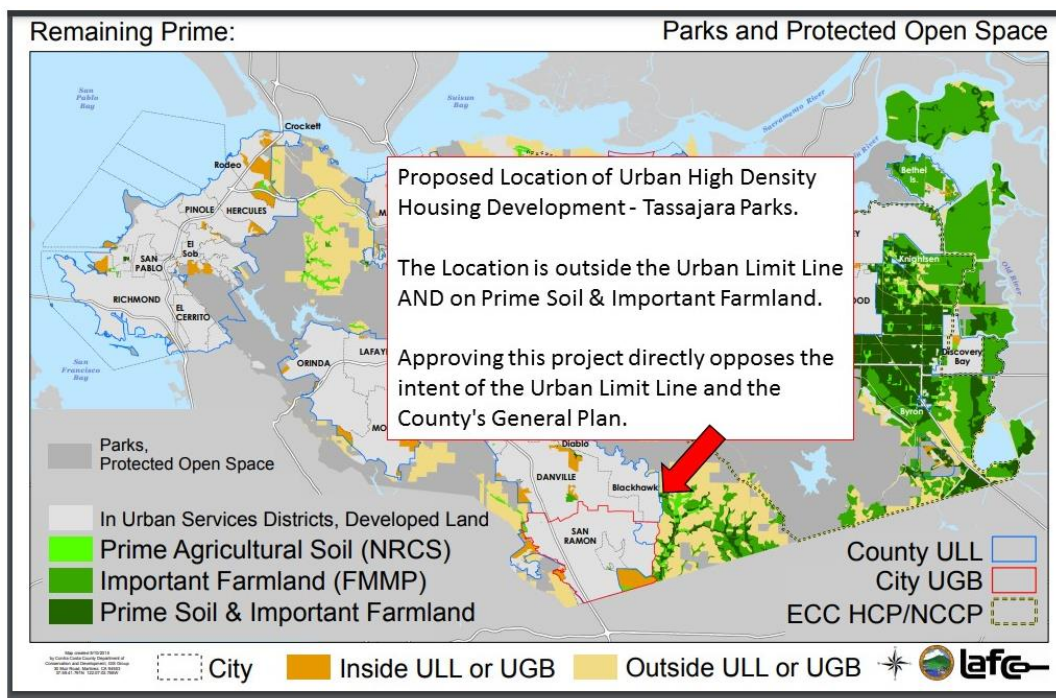 Remaining Prime:
Parks and Protected Open Space
San
Pablo
Bay
Suisun
Bay
Sacramento River
Crockett
Rodeo
PINOLE
HERCULES
El
Sob
SAN
PABLO
RICHMOND
EL
CERRITO
San
Francisco
Bay
ORINDA
LAFAY
MO
Bethel
Is.
Knightsen
OOD
Discovery
Bay
Old River
Byron
Proposed Location of Urban High Density
Housing Development - Tassajara Parks.
The Location is outside the Urban Limit Line
AND on Prime Soil & Important Farmland.
Approving this project directly opposes the
intent of the Urban Limit Line and the
County's General Plan.
Diablo
DANVILLE
Blackhawk
SAN
RAMON
Parks,
Protected Open Space
In Urban Services Districts, Developed Land
Prime Agricultural Soil (NRCS)
Important Farmland (FMMP)
Prime Soil & Important Farmland
County ULL
City UGB
ECC HCP/NCCP
City
Inside ULL or UGB
Outside ULL or UGB
lafco